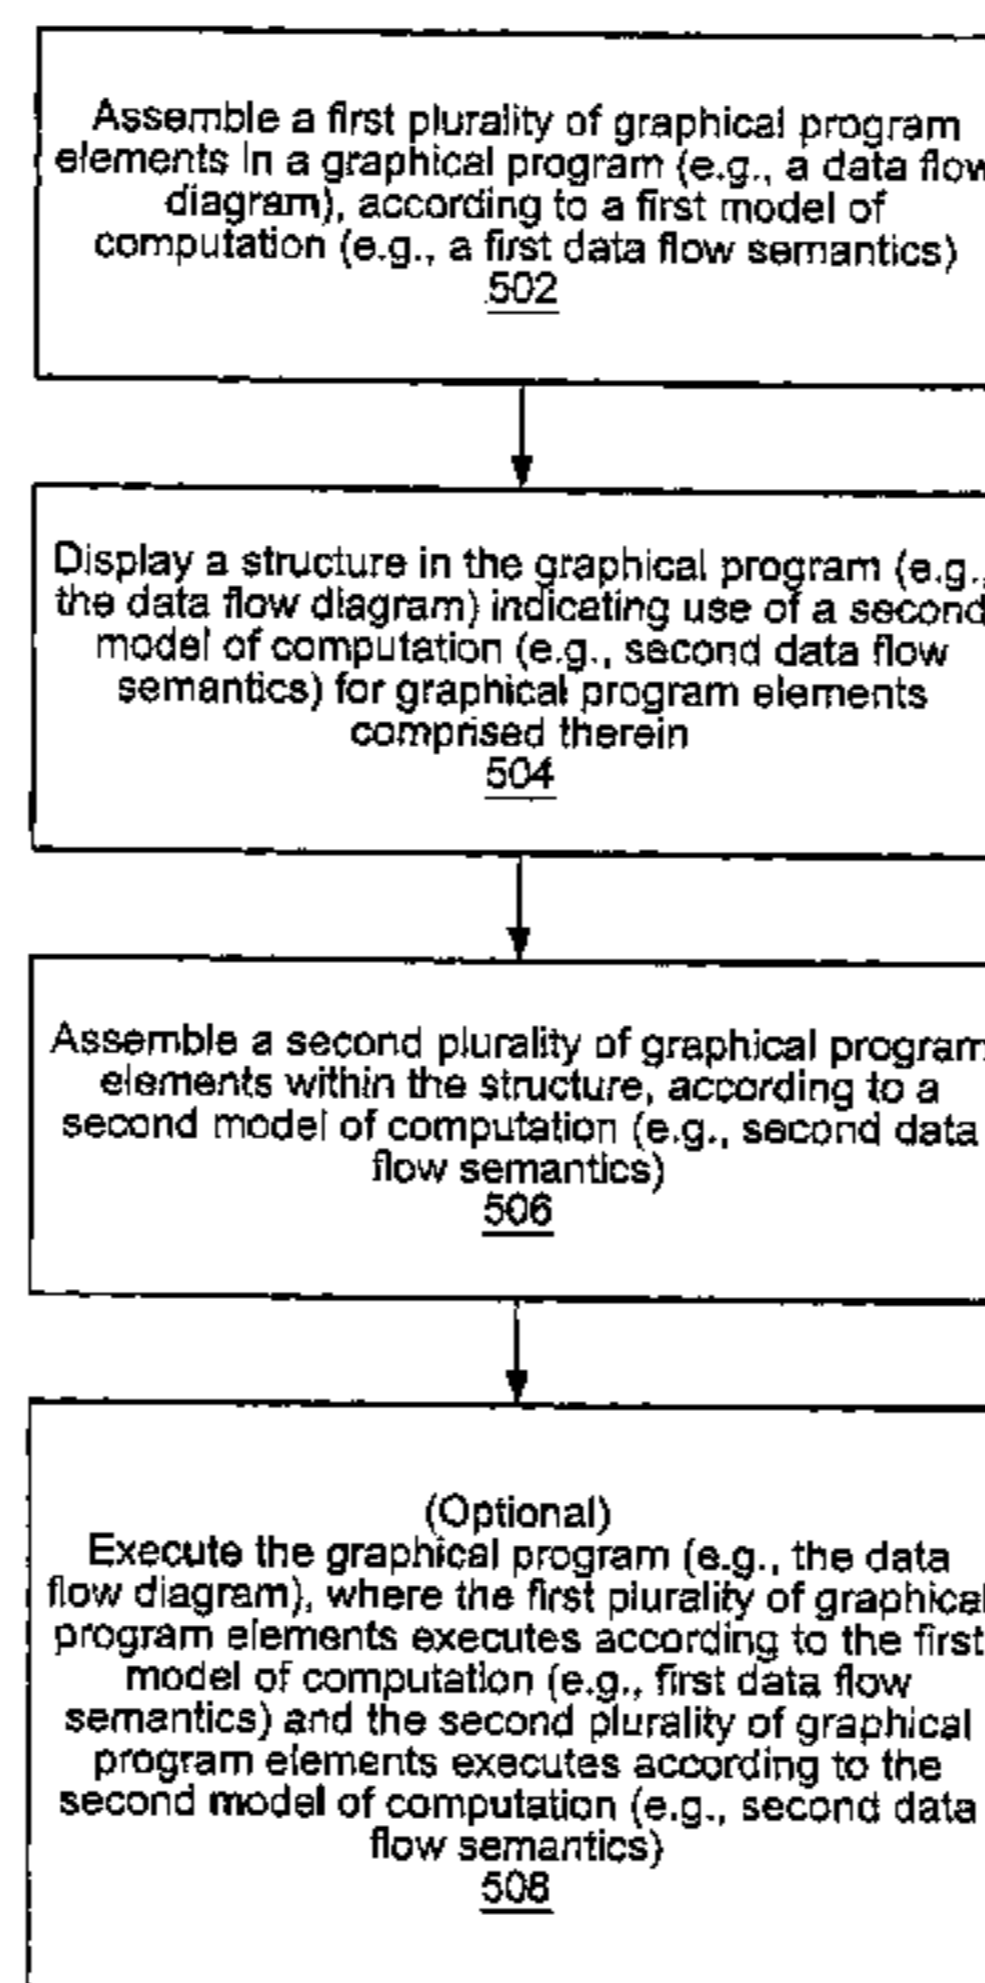 Assemble a first plurality of graphical program
elements in a graphical program (e.g., a data flow
diagram), according to a first model of
computation (e.g., a first data flow semantics)
502
Display a structure in the graphical program (e.g.,
the data flow diagram) indicating use of a second
model of computation (e.g., second data flow
semantics) for graphical program elements
comprised therein
504
Assemble a second plurality of graphical program
elements within the structure, according to a
second model of computation (e.g., second data
flow semantics)
506
(Optional)
Execute the graphical program (e.g., the data
flow diagram), where the first plurality of graphical
program elements executes according to the first
model of computation (e.g., first data flow
semantics) and the second plurality of graphical
program elements executes according to the
second model of computation (e.g., second data
flow semantics)
508